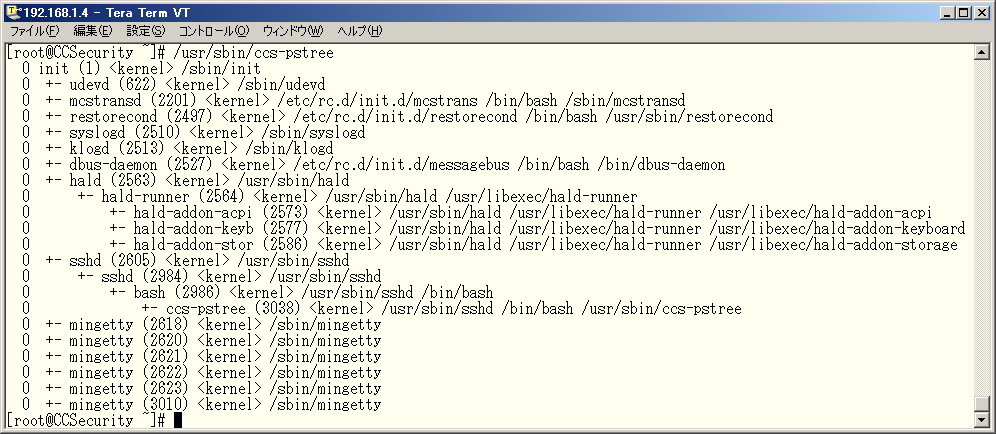 192.168.1.4 - Tera Term VT
ファイル(F) 編集(E) 設定(S) コントロール(O) ウィンドウ(W) ヘルプ(H)
[root@CCSecurity ~]# /usr/sbin/ccs-pstree
  0 init (1) <kernel> /sbin/init
  0  +- udevd (622) <kernel> /sbin/udevd
  0  +- mcstransd (2201) <kernel> /etc/rc.d/init.d/mcstrans /bin/bash /sbin/mcstransd
  0  +- restorecond (2497) <kernel> /etc/rc.d/init.d/restorecond /bin/bash /usr/sbin/restorecond
  0  +- syslogd (2510) <kernel> /sbin/syslogd
  0  +- klogd (2513) <kernel> /sbin/klogd
  0  +- dbus-daemon (2527) <kernel> /etc/rc.d/init.d/messagebus /bin/bash /bin/dbus-daemon
  0  +- hald (2563) <kernel> /usr/sbin/hald
  0      +- hald-runner (2564) <kernel> /usr/sbin/hald /usr/libexec/hald-runner
  0          +- hald-addon-acpi (2573) <kernel> /usr/sbin/hald /usr/libexec/hald-runner /usr/libexec/hald-addon-acpi
  0          +- hald-addon-keyb (2577) <kernel> /usr/sbin/hald /usr/libexec/hald-runner /usr/libexec/hald-addon-keyboard
  0          +- hald-addon-stor (2586) <kernel> /usr/sbin/hald /usr/libexec/hald-runner /usr/libexec/hald-addon-storage
  0  +- sshd (2605) <kernel> /usr/sbin/sshd
  0      +- sshd (2984) <kernel> /usr/sbin/sshd
  0          +- bash (2986) <kernel> /usr/sbin/sshd /bin/bash
  0              +- ccs-pstree (3038) <kernel> /usr/sbin/sshd /bin/bash /usr/sbin/ccs-pstree
  0  +- mingetty (2618) <kernel> /sbin/mingetty
  0  +- mingetty (2620) <kernel> /sbin/mingetty
  0  +- mingetty (2621) <kernel> /sbin/mingetty
  0  +- mingetty (2622) <kernel> /sbin/mingetty
  0  +- mingetty (2623) <kernel> /sbin/mingetty
  0  +- mingetty (3010) <kernel> /sbin/mingetty
[root@CCSecurity ~]#